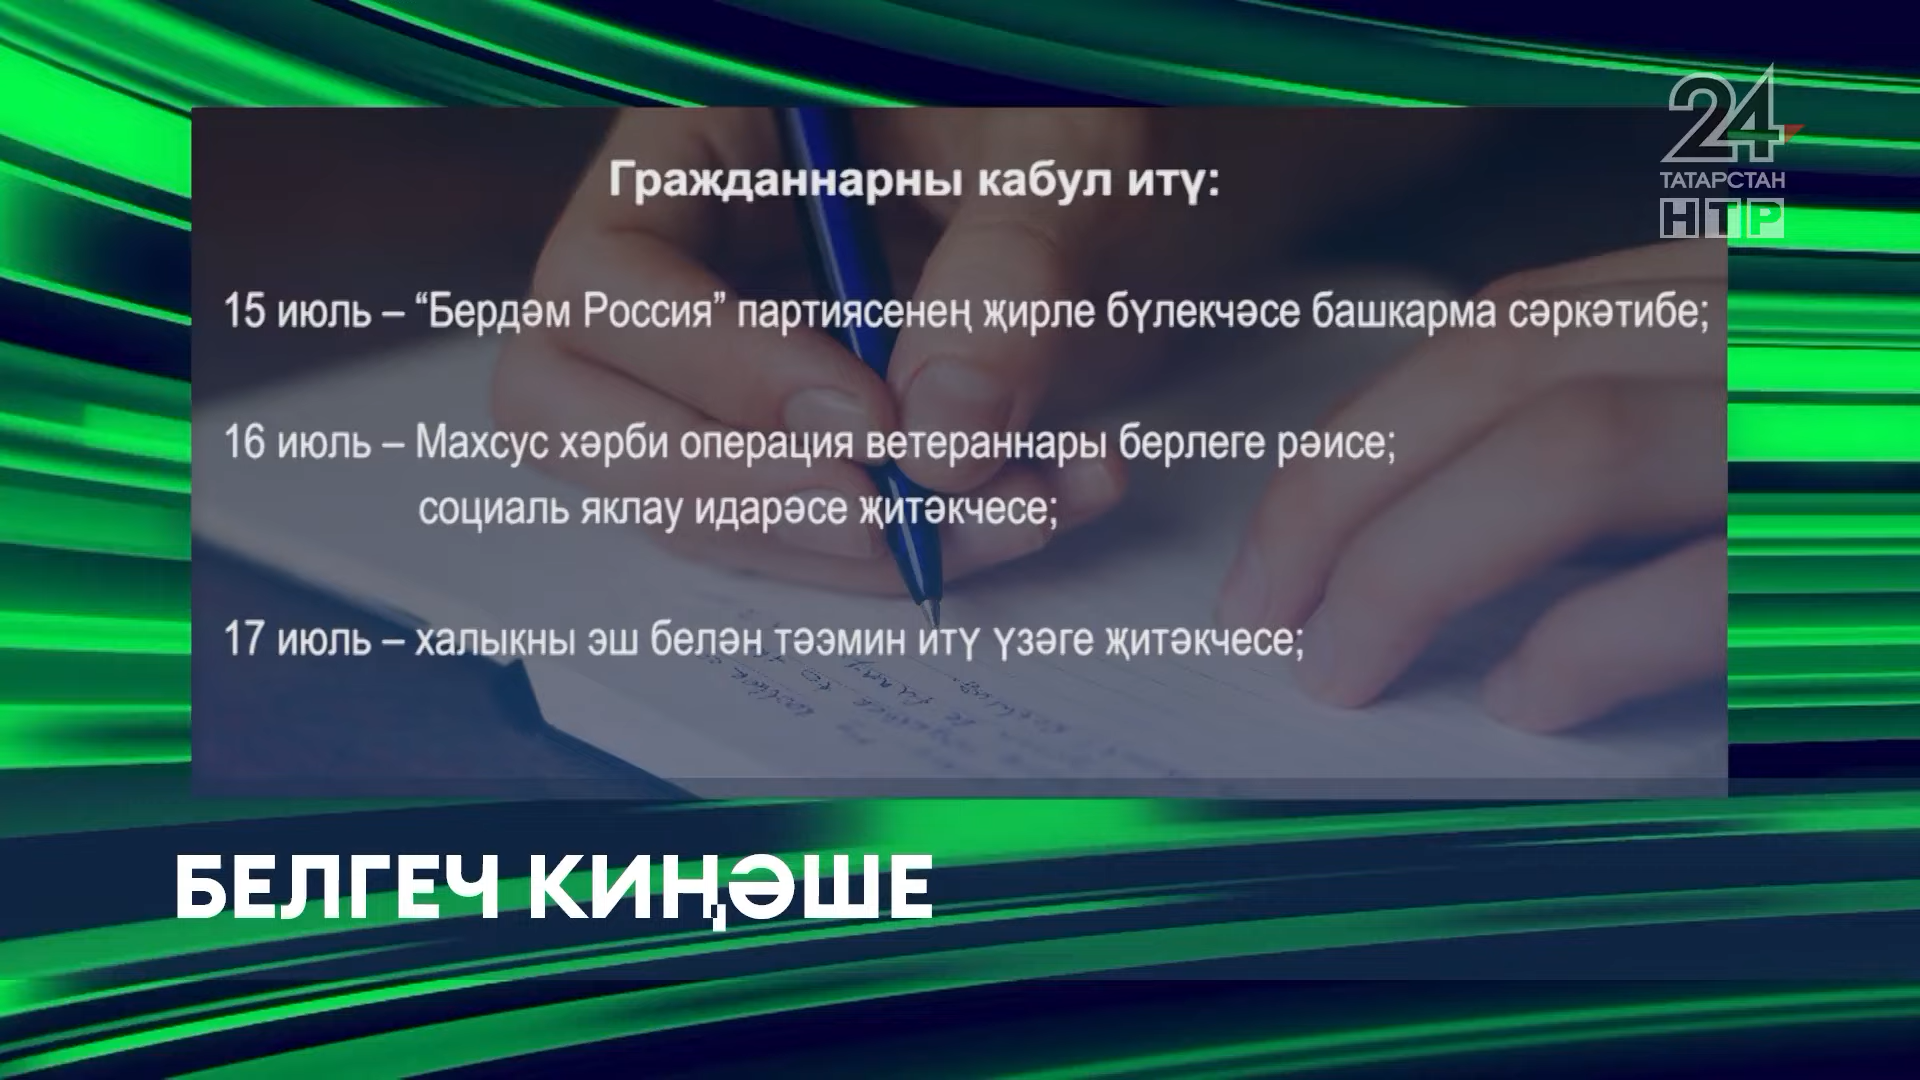 24
ТАТАРСТАН
НТР
Гражданнарны кабул итү:
15 июль – “Бердәм Россия” партиясенең җирле бүлекчәсе башкарма сәркәтибе;
16 июль – Махсус хәрби операция ветераннары берлеге рәисе;
социаль яклау идарәсе җитәкчесе;
17 июль – халыкны эш белән тәэмин итү үзәге җитәкчесе;
БЕЛГЕЧ КИҢӘШЕ